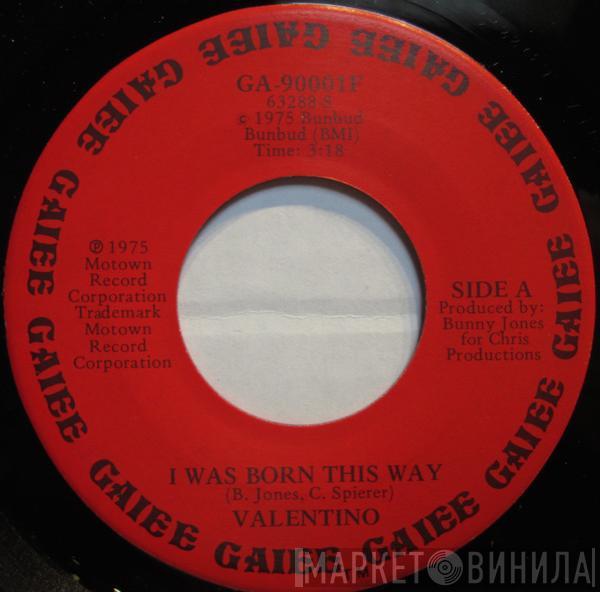 GAIEE GAIEE GAIEE GAIEE GAIEE GAIEE GAIEE GAIEE GAIEE GAIEE GAIEE GAIEE
GA-90001F
63288-S
© 1975 Bunbud
Bunbud (BMI)
Time: 3:18
℗ 1975
Motown
Record
Corporation
Trademark
Motown
Record
Corporation
SIDE A
Produced by:
Bunny Jones
for Chris
Productions
I WAS BORN THIS WAY
(B. Jones, C. Spierer)
VALENTINO
МАРКЕТ ВИНИЛА